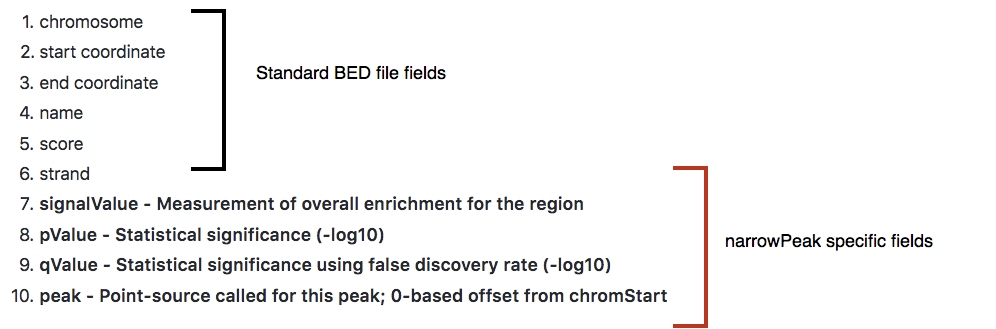 1. chromosome
2. start coordinate
3. end coordinate
4. name
5. score
6. strand
Standard BED file fields
7. signalValue - Measurement of overall enrichment for the region
8. pValue - Statistical significance (-log10)
9. qValue - Statistical significance using false discovery rate (-log10)
10. peak - Point-source called for this peak; 0-based offset from chromStart
narrowPeak specific fields